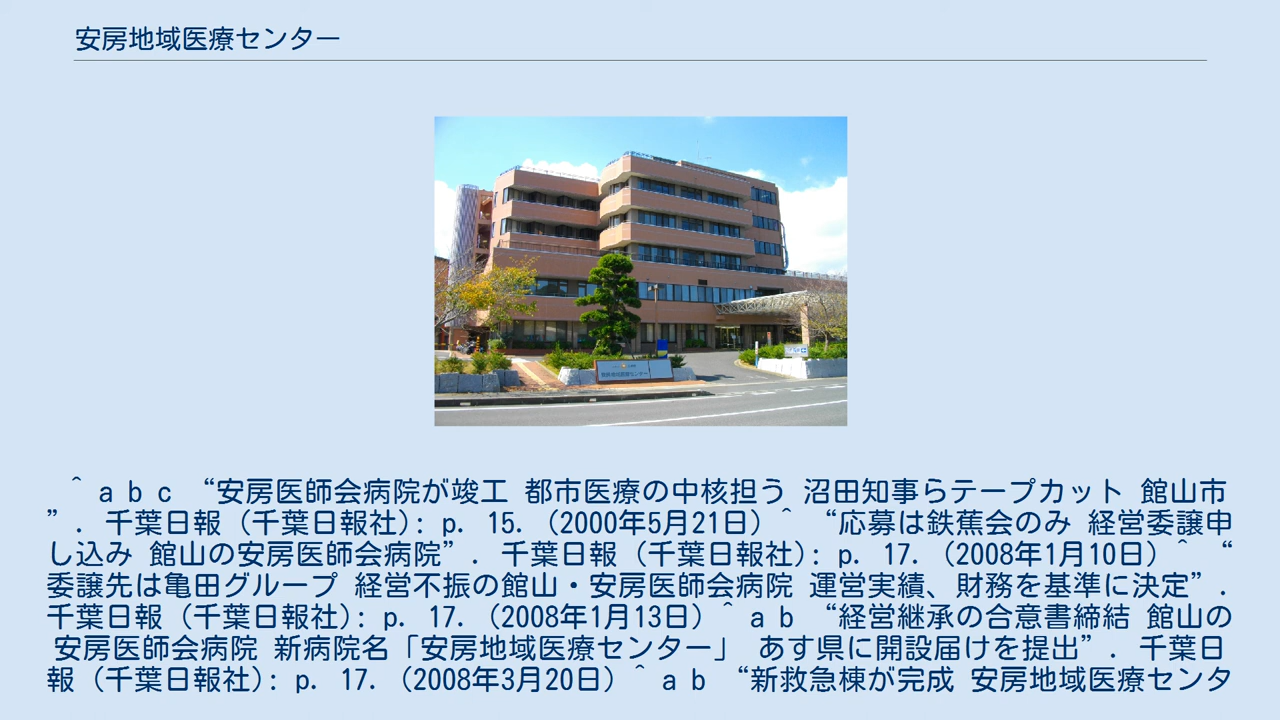 安房地域医療センター
安房地域医療センター
^ a b c “安房医師会病院が竣工 都市医療の中核担う 沼田知事らテープカット 館山市
”. 千葉日報 (千葉日報社): p. 15. (2000年5月21日) ^ “応募は鉄蕉会のみ 経営委譲申
し込み 館山の安房医師会病院”. 千葉日報 (千葉日報社): p. 17. (2008年1月10日) ^ “
委譲先は亀田グループ 経営不振の館山・安房医師会病院 運営実績、財務を基準に決定”.
千葉日報 (千葉日報社): p. 17. (2008年1月13日) ^ a b “経営継承の合意書締結 館山の
安房医師会病院 新病院名「安房地域医療センター」 あす県に開設届けを提出”. 千葉日
報 (千葉日報社): p. 17. (2008年3月20日) ^ a b “新救急棟が完成 安房地域医療センタ